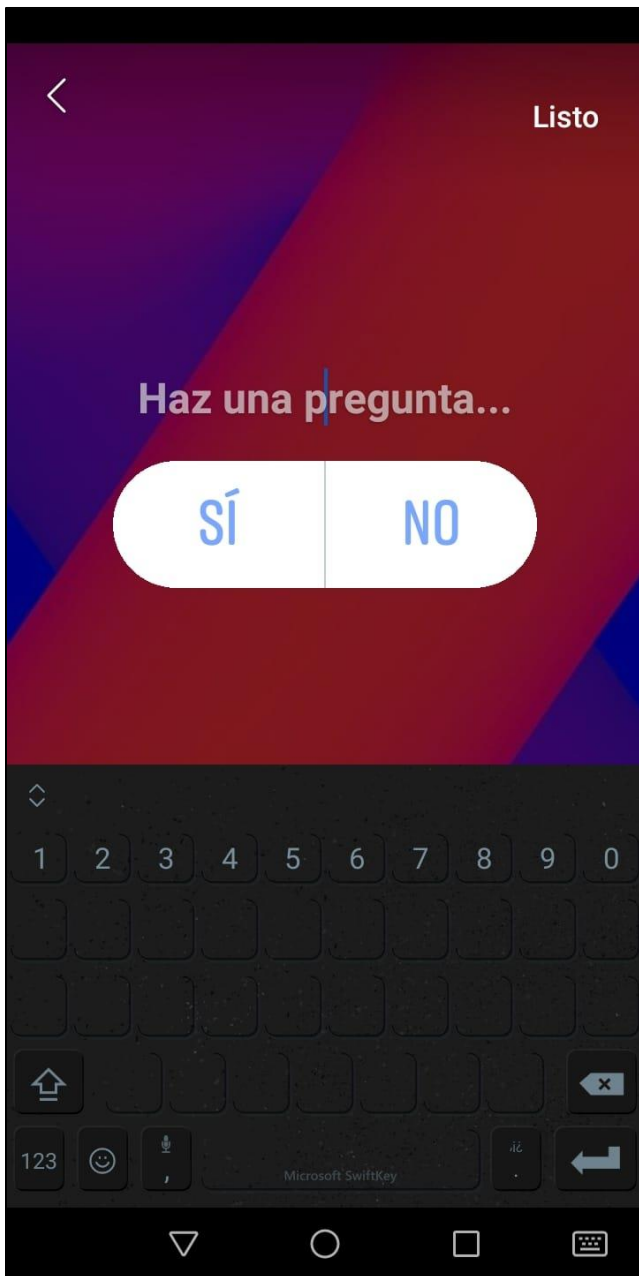 Listo
Haz una pregunta...
SÍ NO
1 2 3 4 5 6 7 8 9 0
123 , Microsoft SwiftKey ,¡¿ .